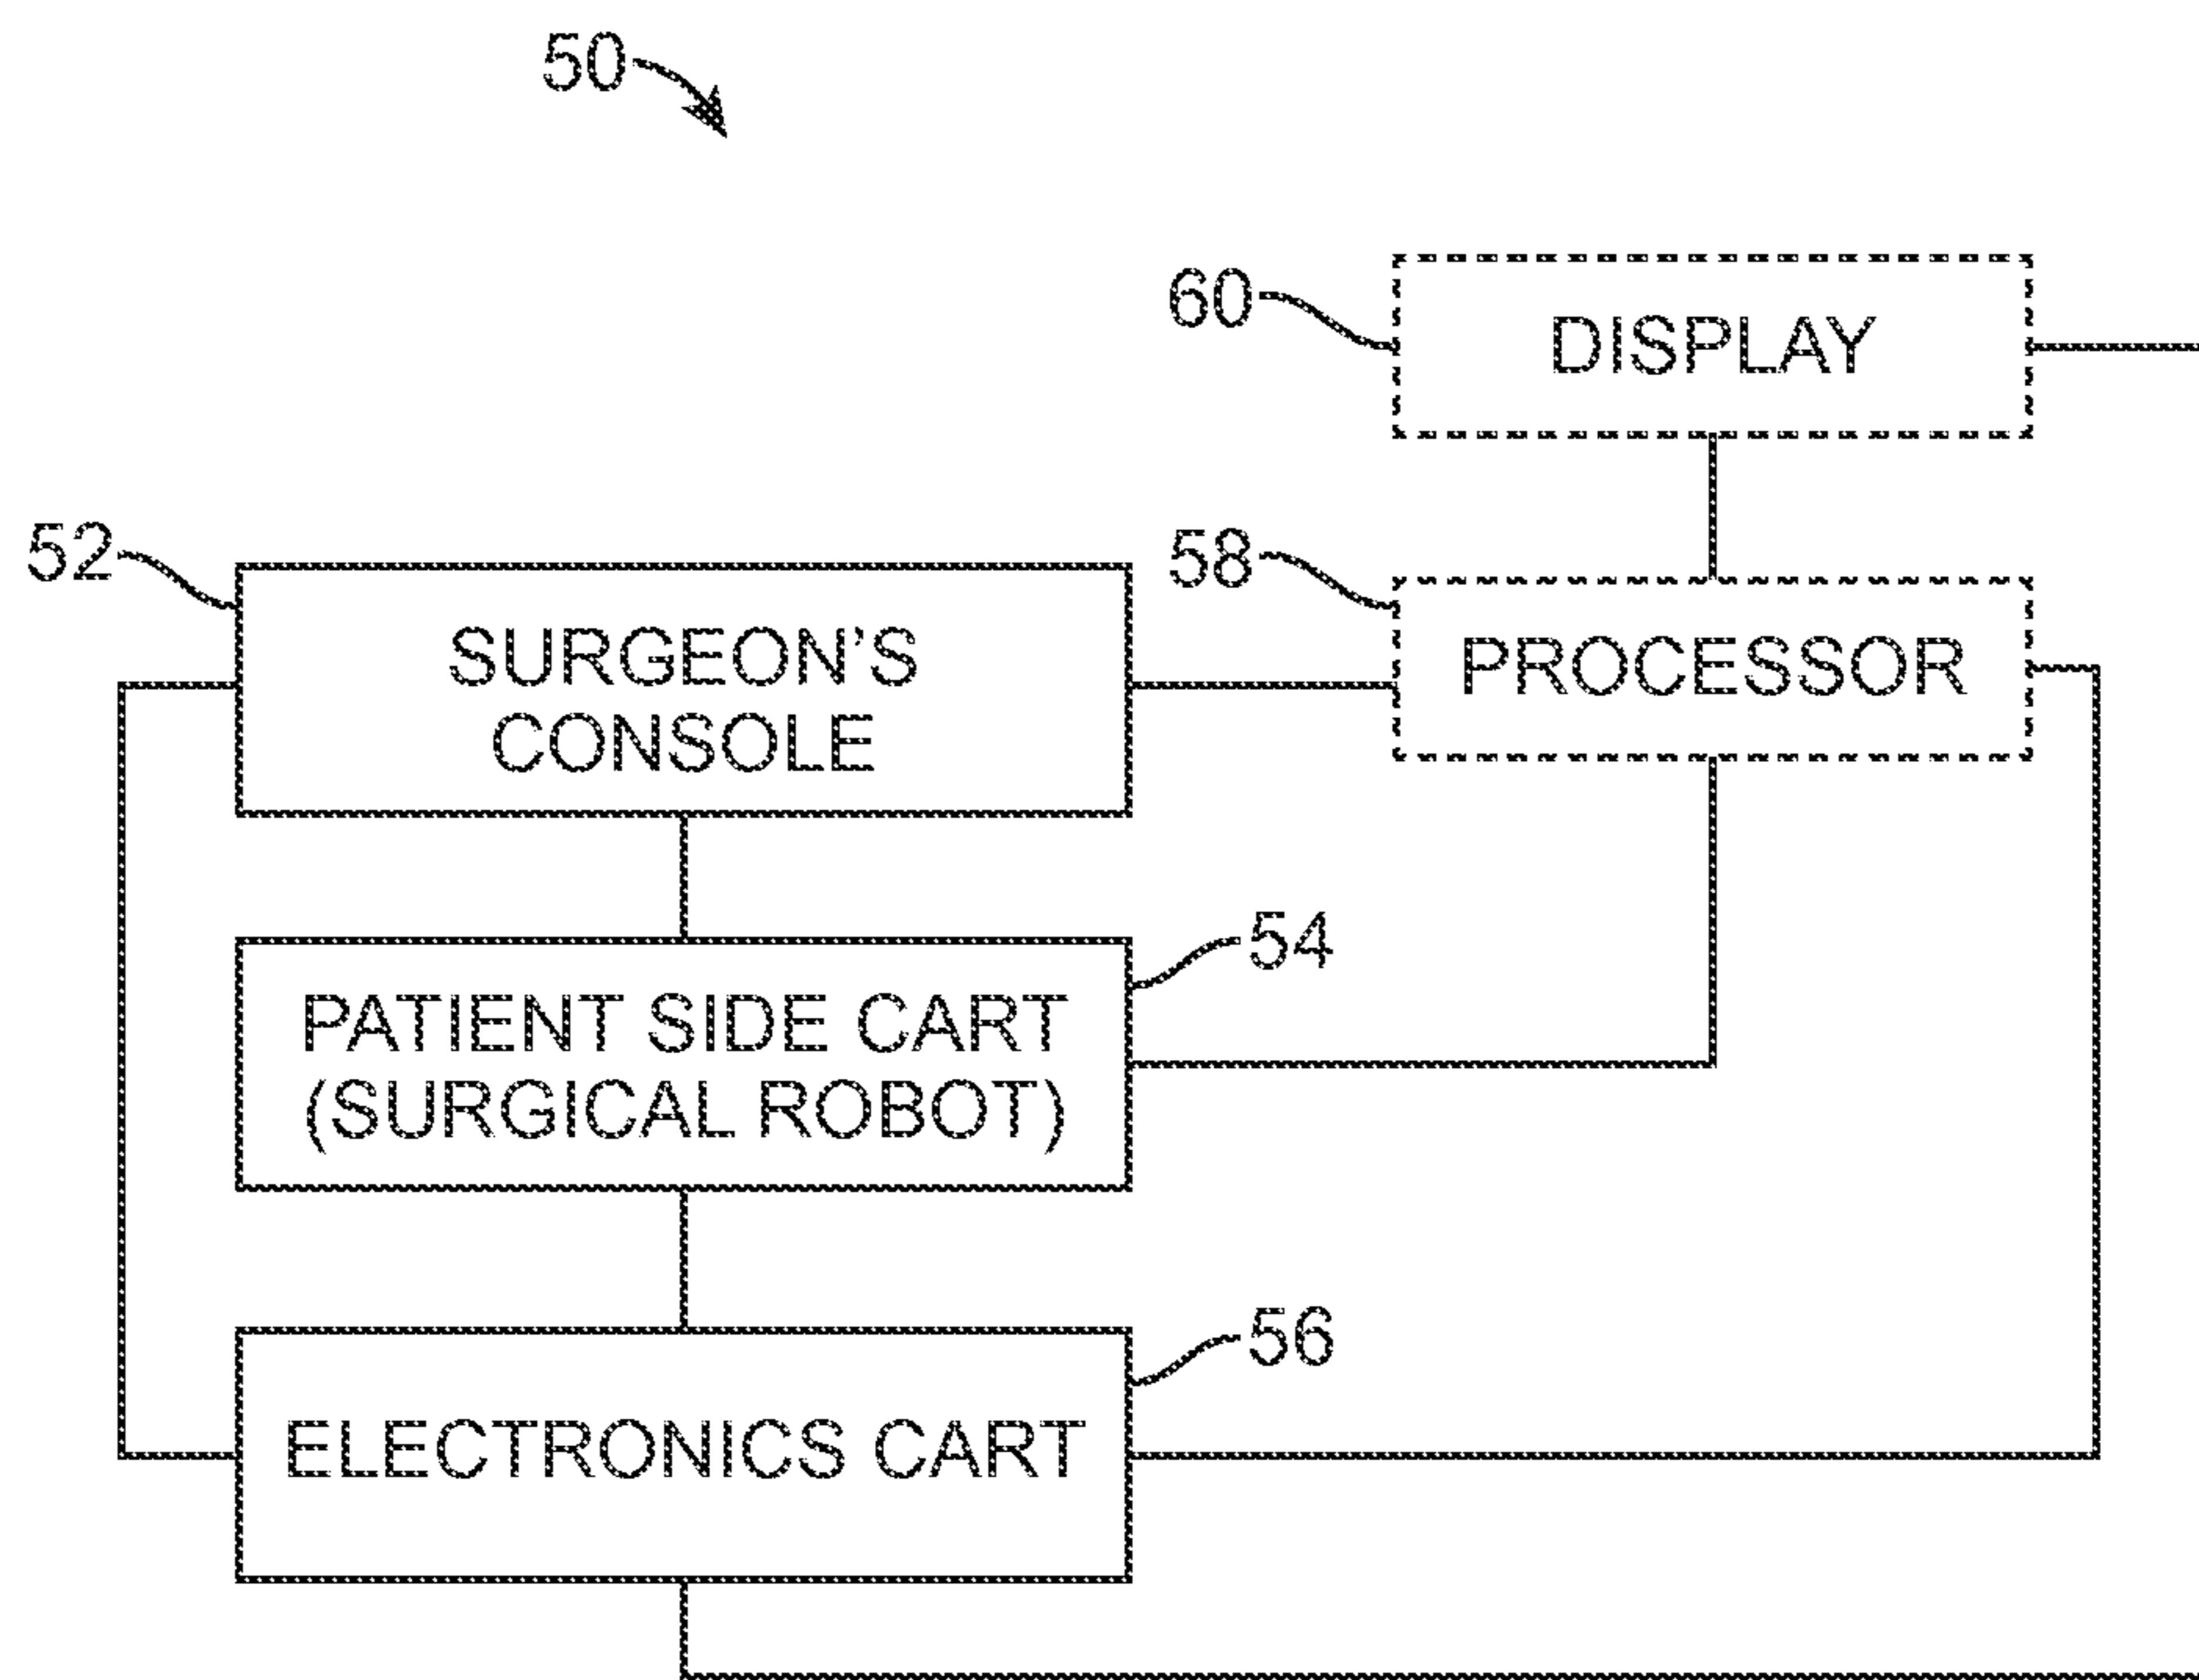 50
60
DISPLAY
52
58
SURGEON'S
CONSOLE
PROCESSOR
54
PATIENT SIDE CART
(SURGICAL ROBOT)
56
ELECTRONICS CART